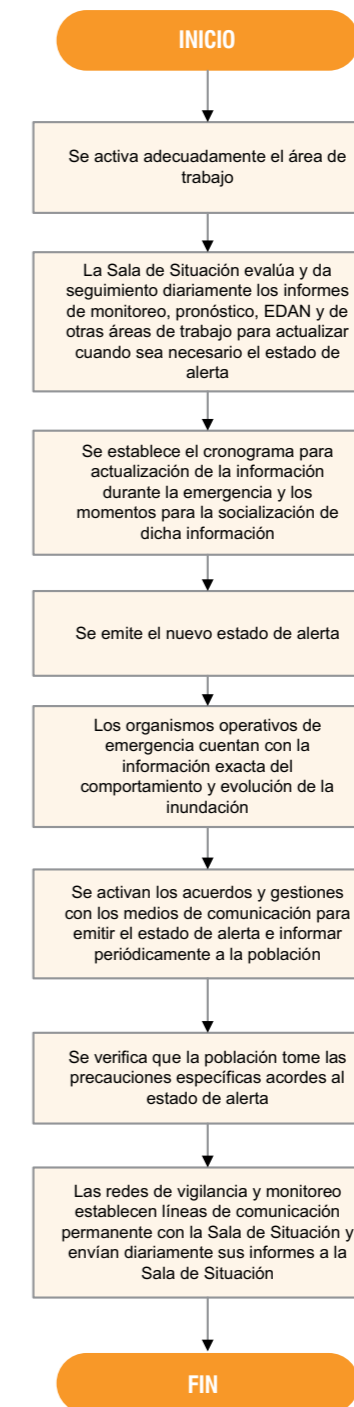 INICIO
Se activa adecuadamente el área de
trabajo
La Sala de Situación evalúa y da
seguimiento diariamente los informes
de monitoreo, pronóstico, EDAN y de
otras áreas de trabajo para actualizar
cuando sea necesario el estado de
alerta
Se establece el cronograma para
actualización de la información
durante la emergencia y los
momentos para la socialización de
dicha información
Se emite el nuevo estado de alerta
Los organismos operativos de
emergencia cuentan con la
información exacta del
comportamiento y evolución de la
inundación
Se activan los acuerdos y gestiones
con los medios de comunicación para
emitir el estado de alerta e informar
periódicamente a la población
Se verifica que la población tome las
precauciones específicas acordes al
estado de alerta
Las redes de vigilancia y monitoreo
establecen líneas de comunicación
permanente con la Sala de Situación y
envían diariamente sus informes a la
Sala de Situación
FIN